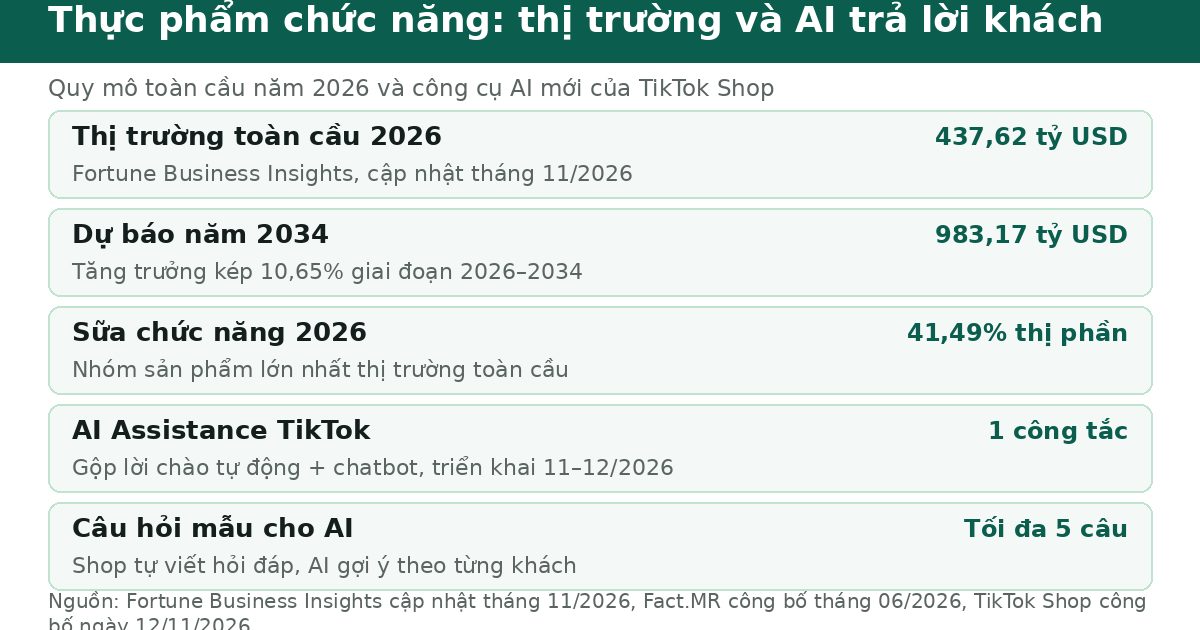 Thực phẩm chức năng: thị trường và AI trả lời khách
Quy mô toàn cầu năm 2026 và công cụ AI mới của TikTok Shop
Thị trường toàn cầu 2026
437,62 tỷ USD
Fortune Business Insights, cập nhật tháng 11/2026
Dự báo năm 2034
983,17 tỷ USD
Tăng trưởng kép 10,65% giai đoạn 2026–2034
Sữa chức năng 2026
41,49% thị phần
Nhóm sản phẩm lớn nhất thị trường toàn cầu
AI Assistance TikTok
1 công tắc
Gộp lời chào tự động + chatbot, triển khai 11–12/2026
Câu hỏi mẫu cho AI
Tối đa 5 câu
Shop tự viết hỏi đáp, AI gợi ý theo từng khách
Nguồn: Fortune Business Insights cập nhật tháng 11/2026, Fact.MR công bố tháng 06/2026, TikTok Shop công
bố ngày 12/11/2026